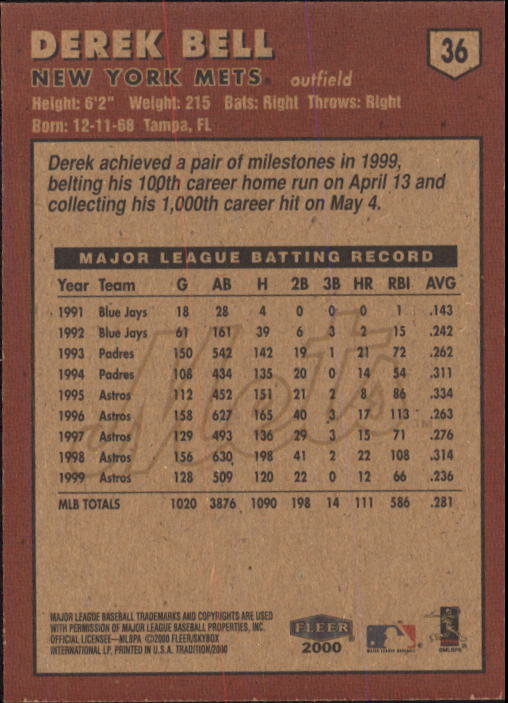 DEREK BELL
36
NEW YORK METS outfield
Height: 6'2" Weight: 215 Bats: Right Throws: Right
Born: 12-11-68 Tampa, FL
Derek achieved a pair of milestones in 1999,
belting his 100th career home run on April 13 and
collecting his 1,000th career hit on May 4.
MAJOR LEAGUE BATTING RECORD
Year Team G AB H 2B 3B HR RBI AVG
1991 Blue Jays 18 28 4 0 0 0 1 .143
1992 Blue Jays 61 161 39 6 3 2 15 .242
1993 Padres 150 542 142 19 1 21 72 .262
1994 Padres 108 434 135 20 0 14 54 .311
1995 Astros 112 452 151 21 2 8 86 .334
1996 Astros 158 627 165 40 3 17 113 .263
1997 Astros 129 493 136 29 3 15 71 .276
1998 Astros 156 630 198 41 2 22 108 .314
1999 Astros 128 509 120 22 0 12 66 .236
MLB TOTALS 1020 3876 1090 198 14 111 586 .281
Mets
TM
MAJOR LEAGUE BASEBALL TRADEMARKS AND COPYRIGHTS ARE USED
WITH PERMISSION OF MAJOR LEAGUE BASEBALL PROPERTIES, INC.
OFFICIAL LICENSEE–MLBPA ©2000 FLEER/SKYBOX
INTERNATIONAL LP, PRINTED IN U.S.A. TRADITION/2000
FLEER
2000
MAJOR LEAGUE BASEBALL
©MLBPA